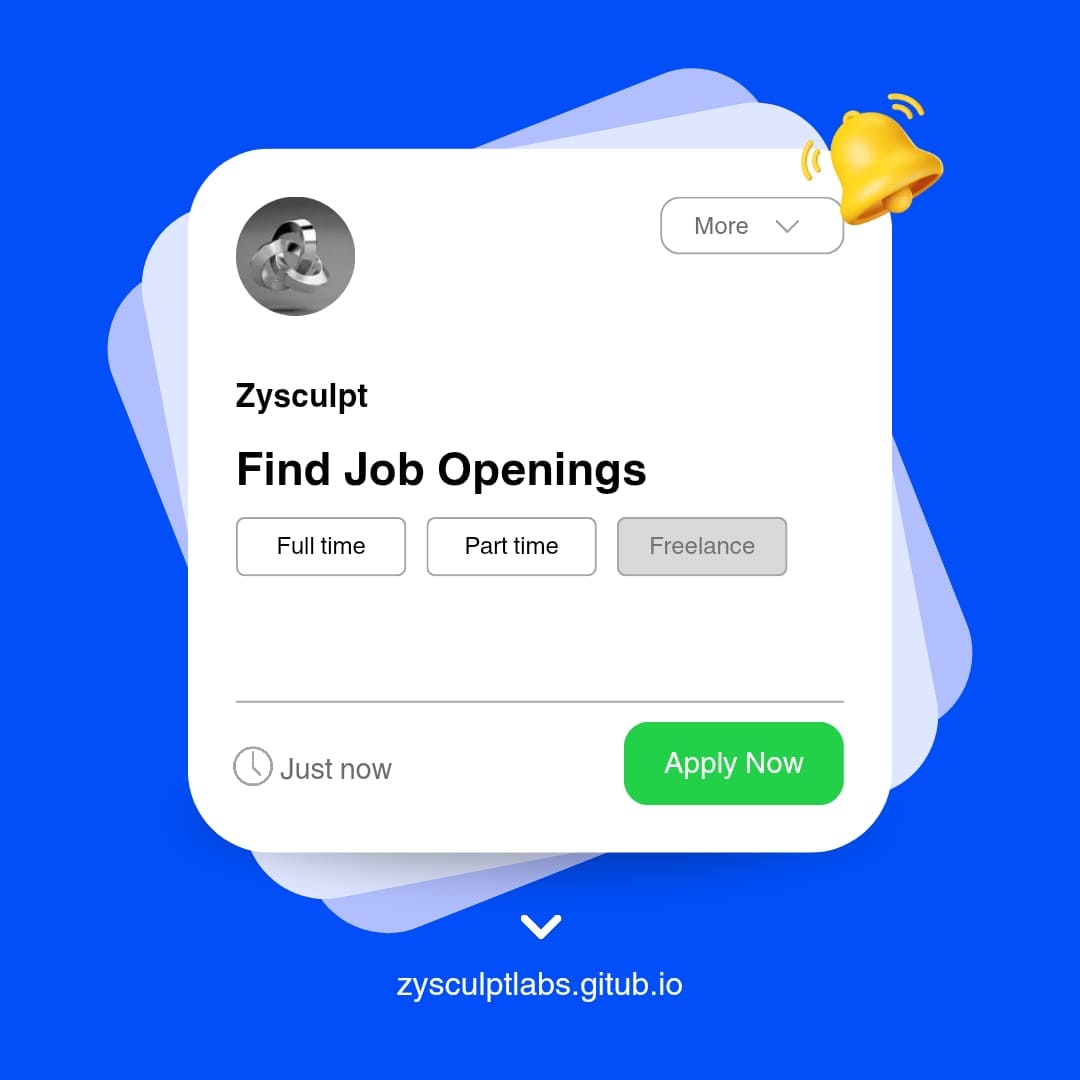 More
Zysculpt
Find Job Openings
Full time Part time Freelance
Just now
Apply Now
zysculptlabs.gitub.io